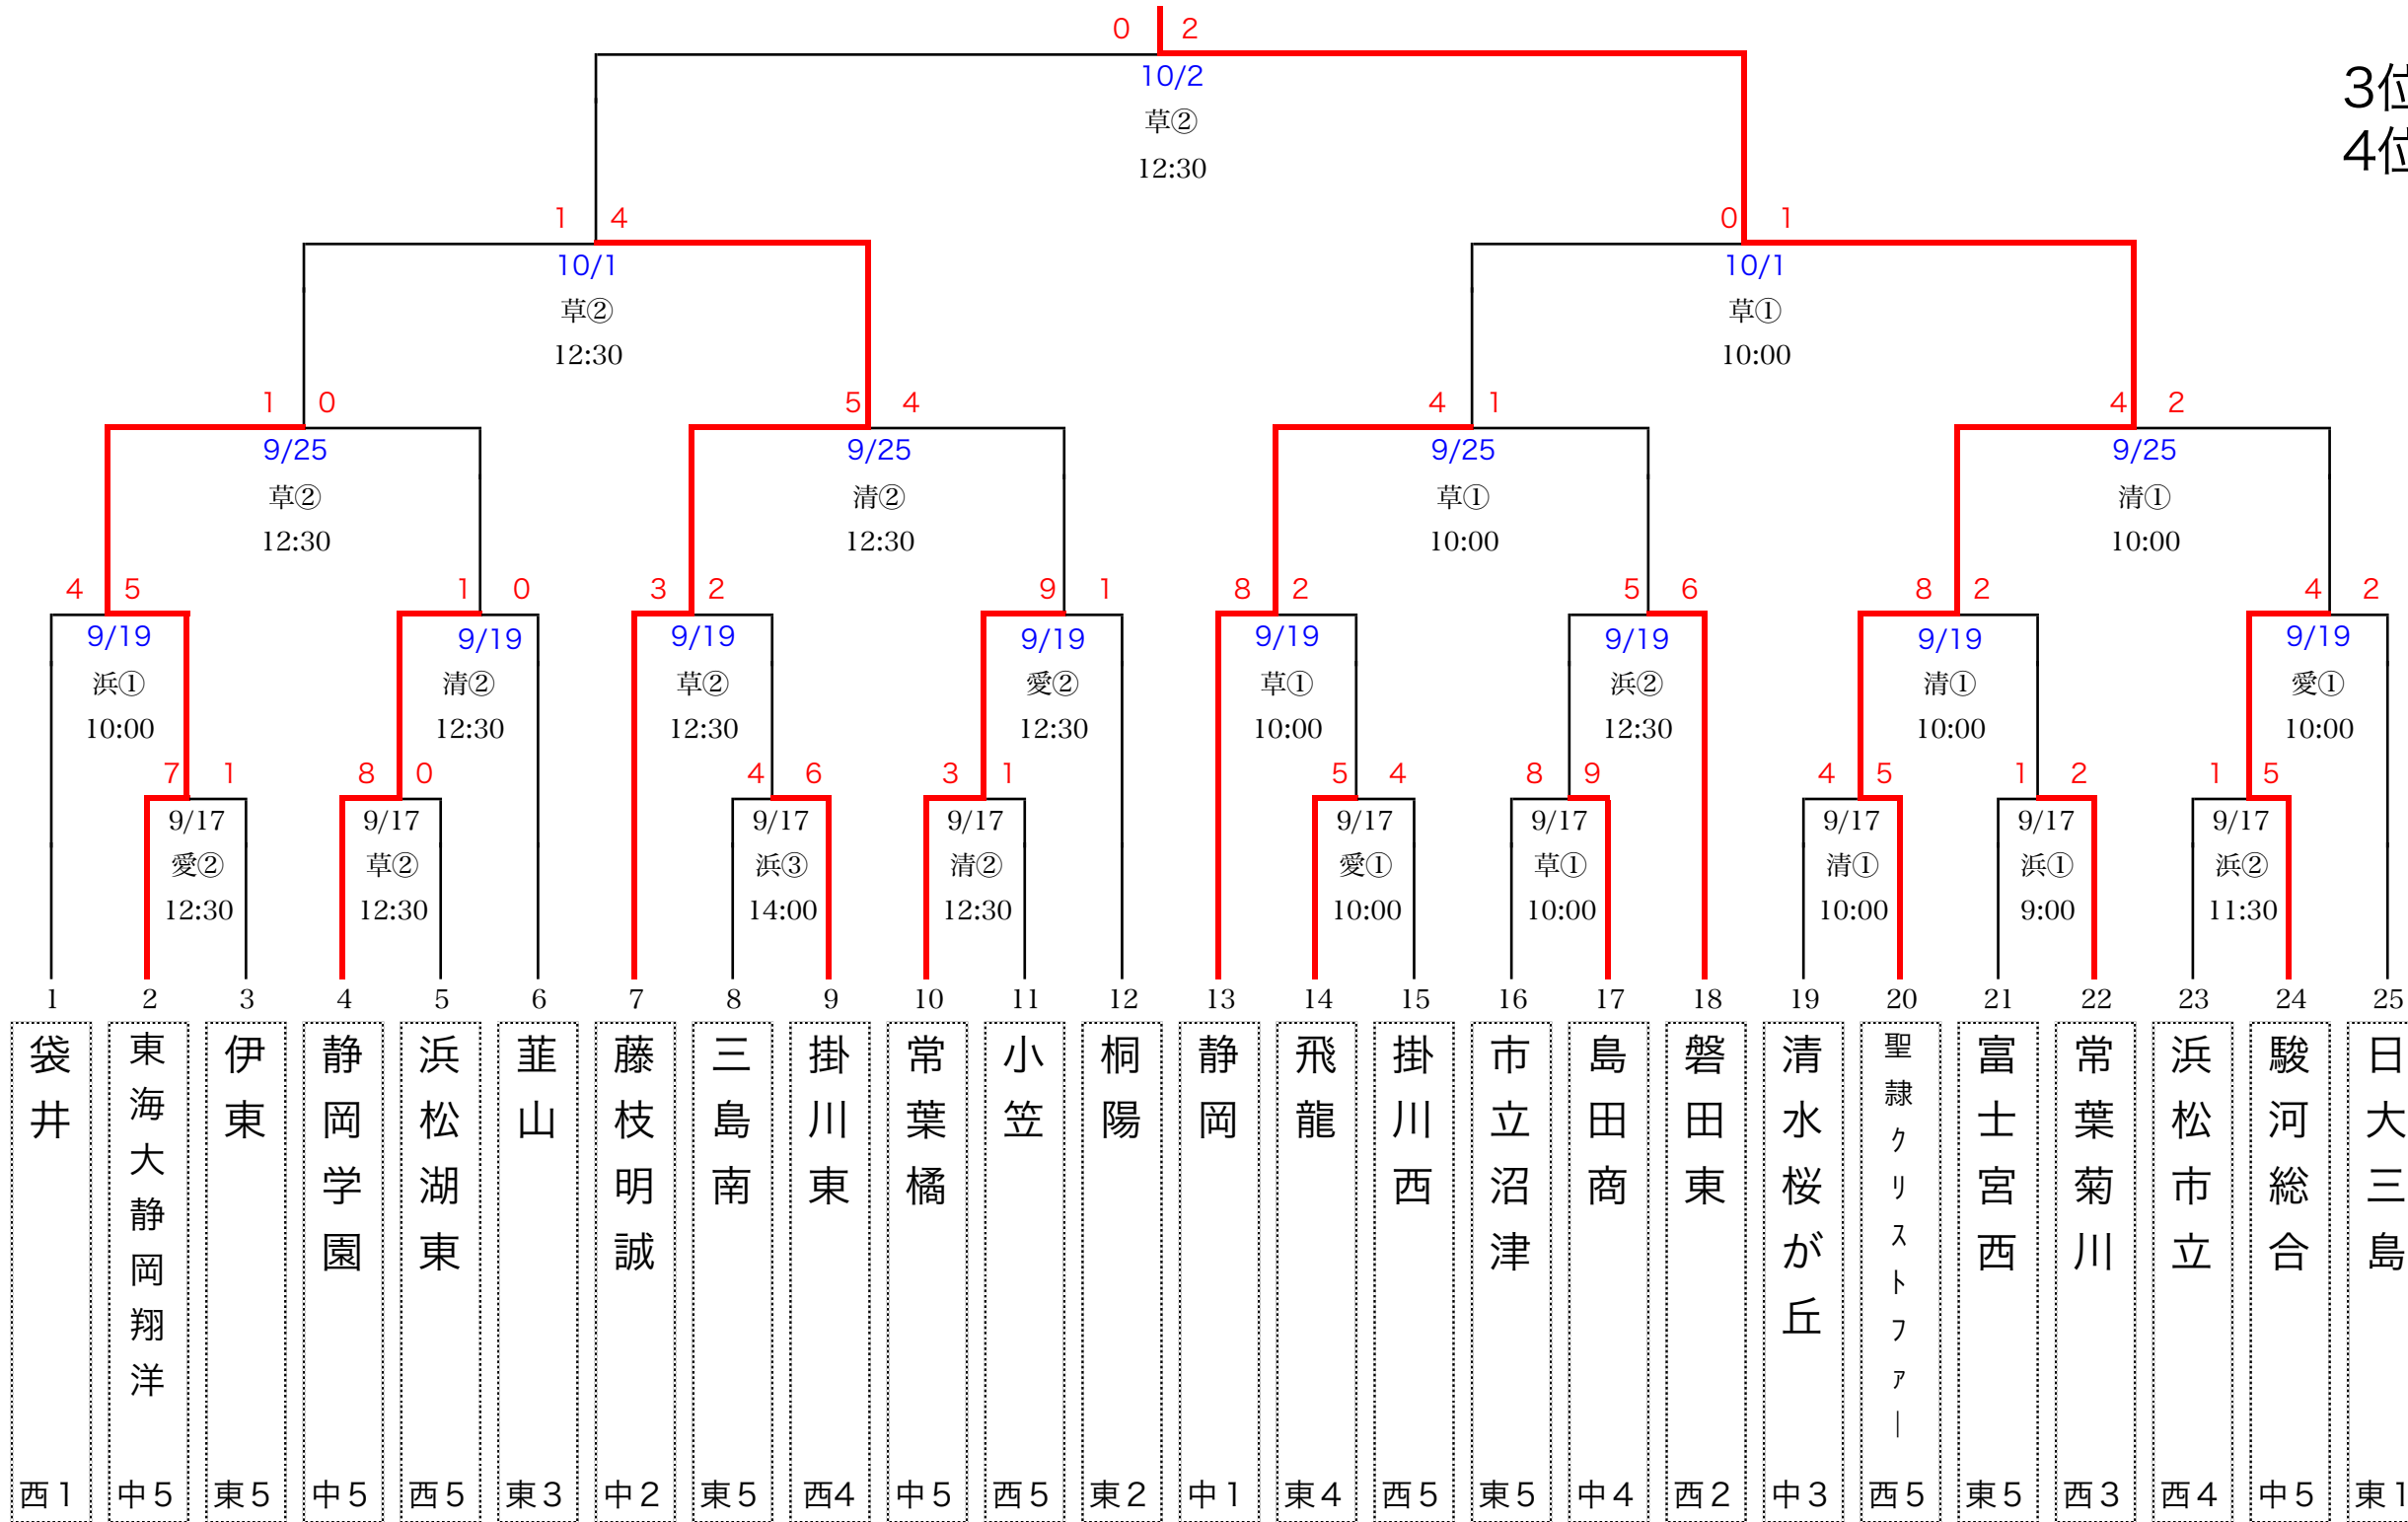 0 2
10/2
草②
12:30
3位
4位
1 4
10/1
草②
12:30
0 1
10/1
草①
10:00
1 0
9/25
草②
12:30
5 4
9/25
清②
12:30
4 1
9/25
草①
10:00
4 2
9/25
清①
10:00
4 5
9/19
浜①
10:00
1 0
9/19
清②
12:30
3 2
9/19
草②
12:30
9 1
9/19
愛②
12:30
8 2
9/19
草①
10:00
5 6
9/19
浜②
12:30
8 2
9/19
清①
10:00
4 2
9/19
愛①
10:00
7 1
9/17
愛②
12:30
8 0
9/17
草②
12:30
4 6
9/17
浜③
14:00
3 1
9/17
清②
12:30
5 4
9/17
愛①
10:00
8 9
9/17
草①
10:00
4 5
9/17
清①
10:00
1 2
9/17
浜①
9:00
1 5
9/17
浜②
11:30
1 2 3 4 5 6 7 8 9 10 11 12 13 14 15 16 17 18 19 20 21 22 23 24 25
袋井
東海大静岡翔洋
伊東
静岡学園
浜松湖東
韮山
藤枝明誠
三島南
掛川東
常葉橘
小笠
桐陽
静岡
飛龍
掛川西
市立沼津
島田商
磐田東
清水桜が丘
聖隷ｸﾘｽﾄﾌｧｰ
富士宮西
常葉菊川
浜松市立
駿河総合
日大三島
西１ 中５ 東５ 中５ 西５ 東３ 中２ 東５ 西4 中５ 西５ 東２ 中１ 東４ 西５ 東５ 中４ 西２ 中３ 西５ 東５ 西３ 西４ 中５ 東１